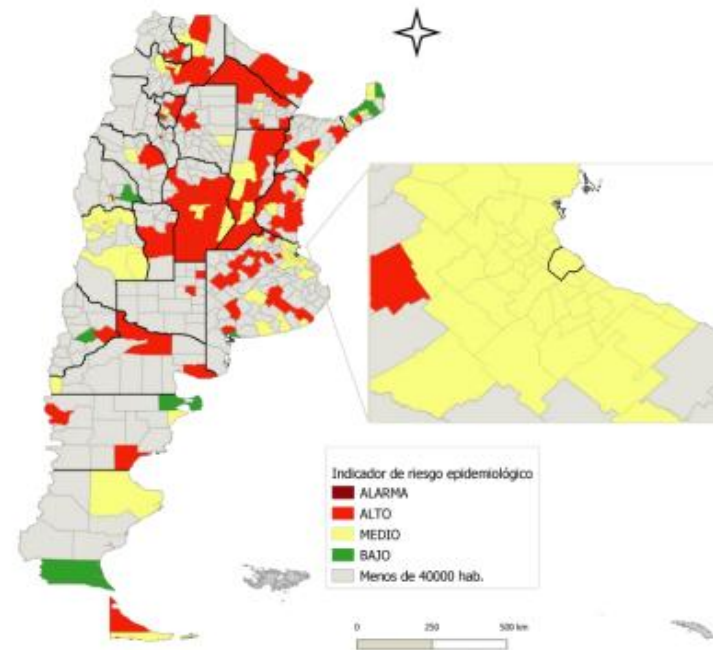 Indicador de riesgo epidemiológico
ALARMA
ALTO
MEDIO
BAJO
Menos de 40000 hab.
0 250 500 km